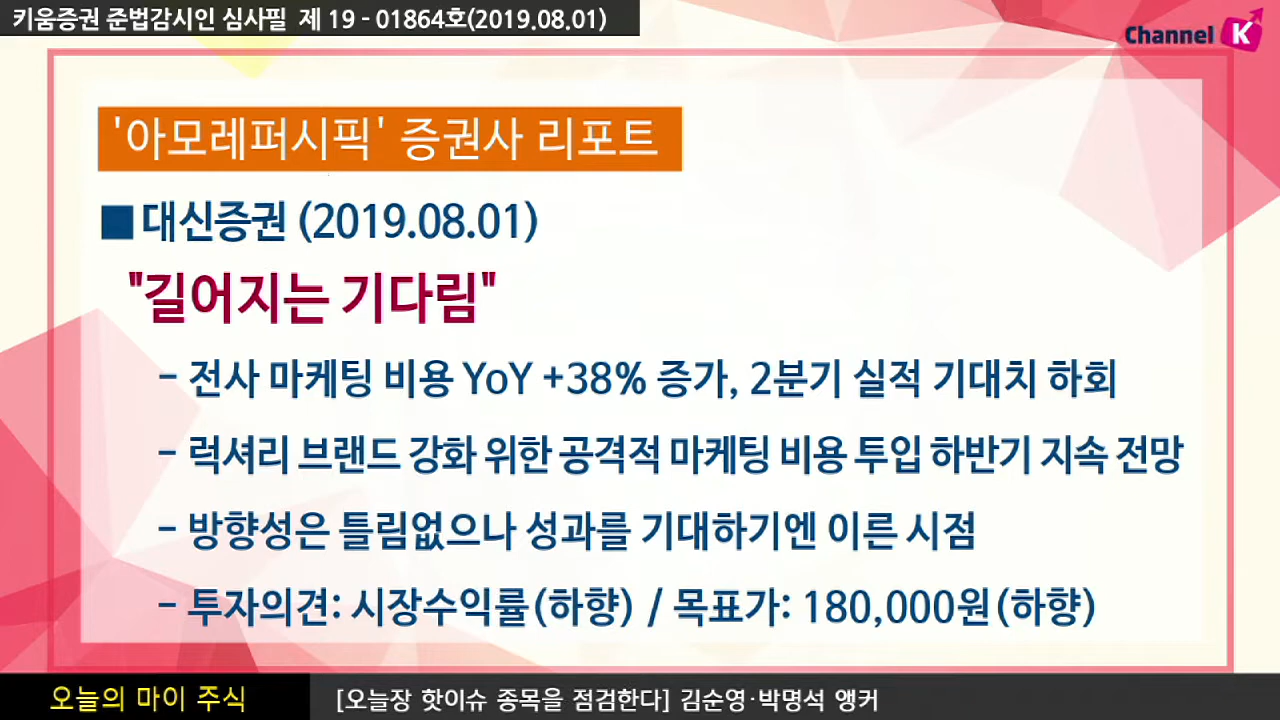 키움증권 준법감시인 심사필 제 19 - 01864호(2019.08.01)
Channel K
'아모레퍼시픽' 증권사 리포트
■대신증권 (2019.08.01)
"길어지는 기다림"
- 전사 마케팅 비용 YoY +38% 증가, 2분기 실적 기대치 하회
- 럭셔리 브랜드 강화 위한 공격적 마케팅 비용 투입 하반기 지속 전망
- 방향성은 틀림없으나 성과를 기대하기엔 이른 시점
- 투자의견: 시장수익률(하향) / 목표가: 180,000원(하향)
오늘의 마이 주식
[오늘장 핫이슈 종목을 점검한다] 김순영·박명석 앵커